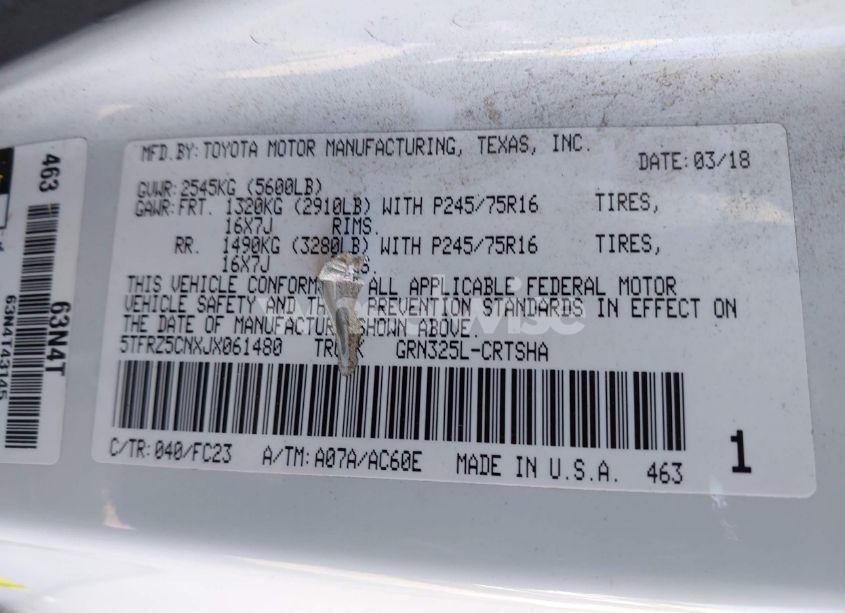 MFD.BY:TOYOTA MOTOR MANUFACTURING, TEXAS, INC.
DATE:03/18
GVWR:2545KG (5600LB)
GAWR:FRT. 1320KG (2910LB) WITH P245/75R16 TIRES,
16X7J RIMS.
RR. 1490KG (3280LB) WITH P245/75R16 TIRES,
16X7J
THIS VEHICLE ALL APPLICABLE FEDERAL MOTOR
VEHICLE SAFETY AND PREVENTION STANDARDS IN EFFECT ON
THE DATE OF MANUFACTURE SHOWN ABOVE.
5TFRZ5CNXJX061480 TRUCK GRN325L-CRTSHA
C/TR:040/FC23 A/TM:A07A/AC60E MADE IN U.S.A. 463
1
463
63N4T
63N4T43145